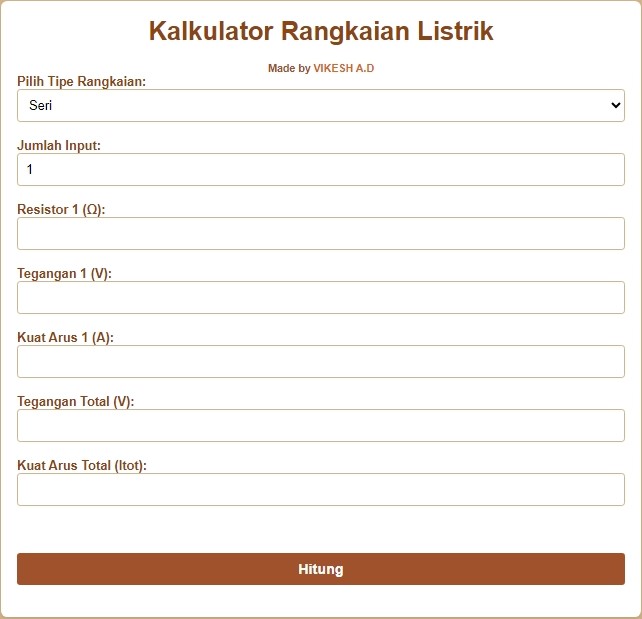 Kalkulator Rangkaian Listrik
Made by VIKESH A.D
Pilih Tipe Rangkaian:
Seri
Jumlah Input:
1
Resistor 1 (Ω):
Tegangan 1 (V):
Kuat Arus 1 (A):
Tegangan Total (V):
Kuat Arus Total (Itot):
Hitung